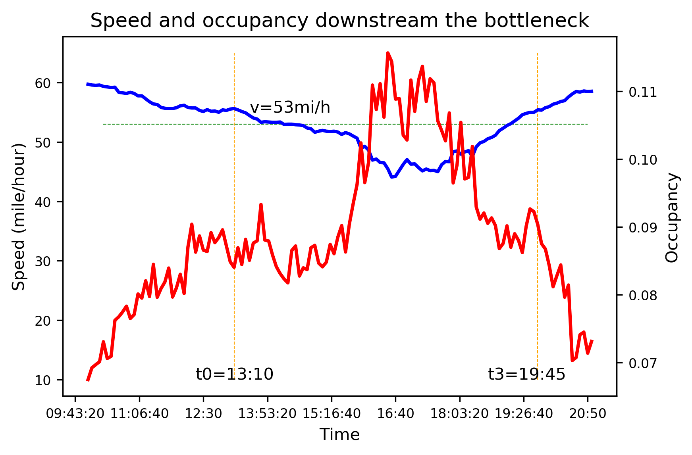 Speed and occupancy downstream the bottleneck
Speed (mile/hour)
60
50
40
30
20
10
v=53mi/h
t0=13:10
t3=19:45
0.11
0.10
0.09
0.08
0.07
Occupancy
09:43:20 11:06:40 12:30 13:53:20 15:16:40 16:40 18:03:20 19:26:40 20:50
Time